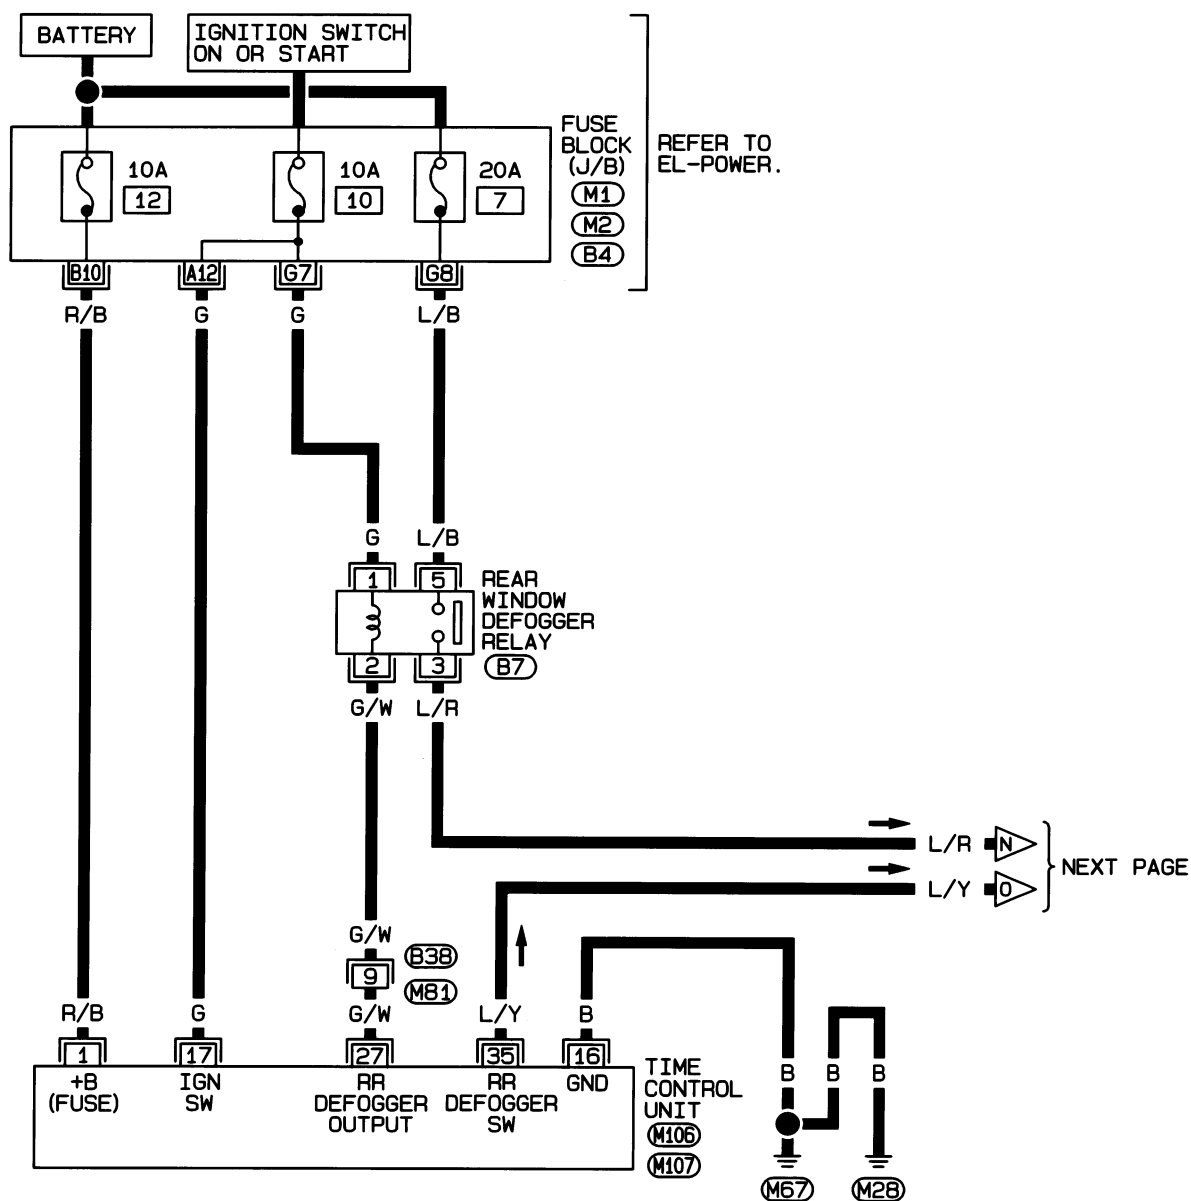 BATTERY
IGNITION SWITCH
ON OR START
FUSE
BLOCK
(J/B)
M1
M2
B4
REFER TO
EL-POWER.
10A
12
10A
10
20A
7
B10
A12
G7
G8
R/B
G
G
L/B
G
L/B
1
5
REAR
WINDOW
DEFOGGER
RELAY
B7
2
3
G/W
L/R
L/R
N
L/Y
O
NEXT PAGE
G/W
9
B38
M81
R/B
G
G/W
L/Y
B
1
17
27
35
16
+B
(FUSE)
IGN
SW
RR
DEFOGGER
OUTPUT
RR
DEFOGGER
SW
GND
TIME
CONTROL
UNIT
M106
M107
B
B
B
M67
M28